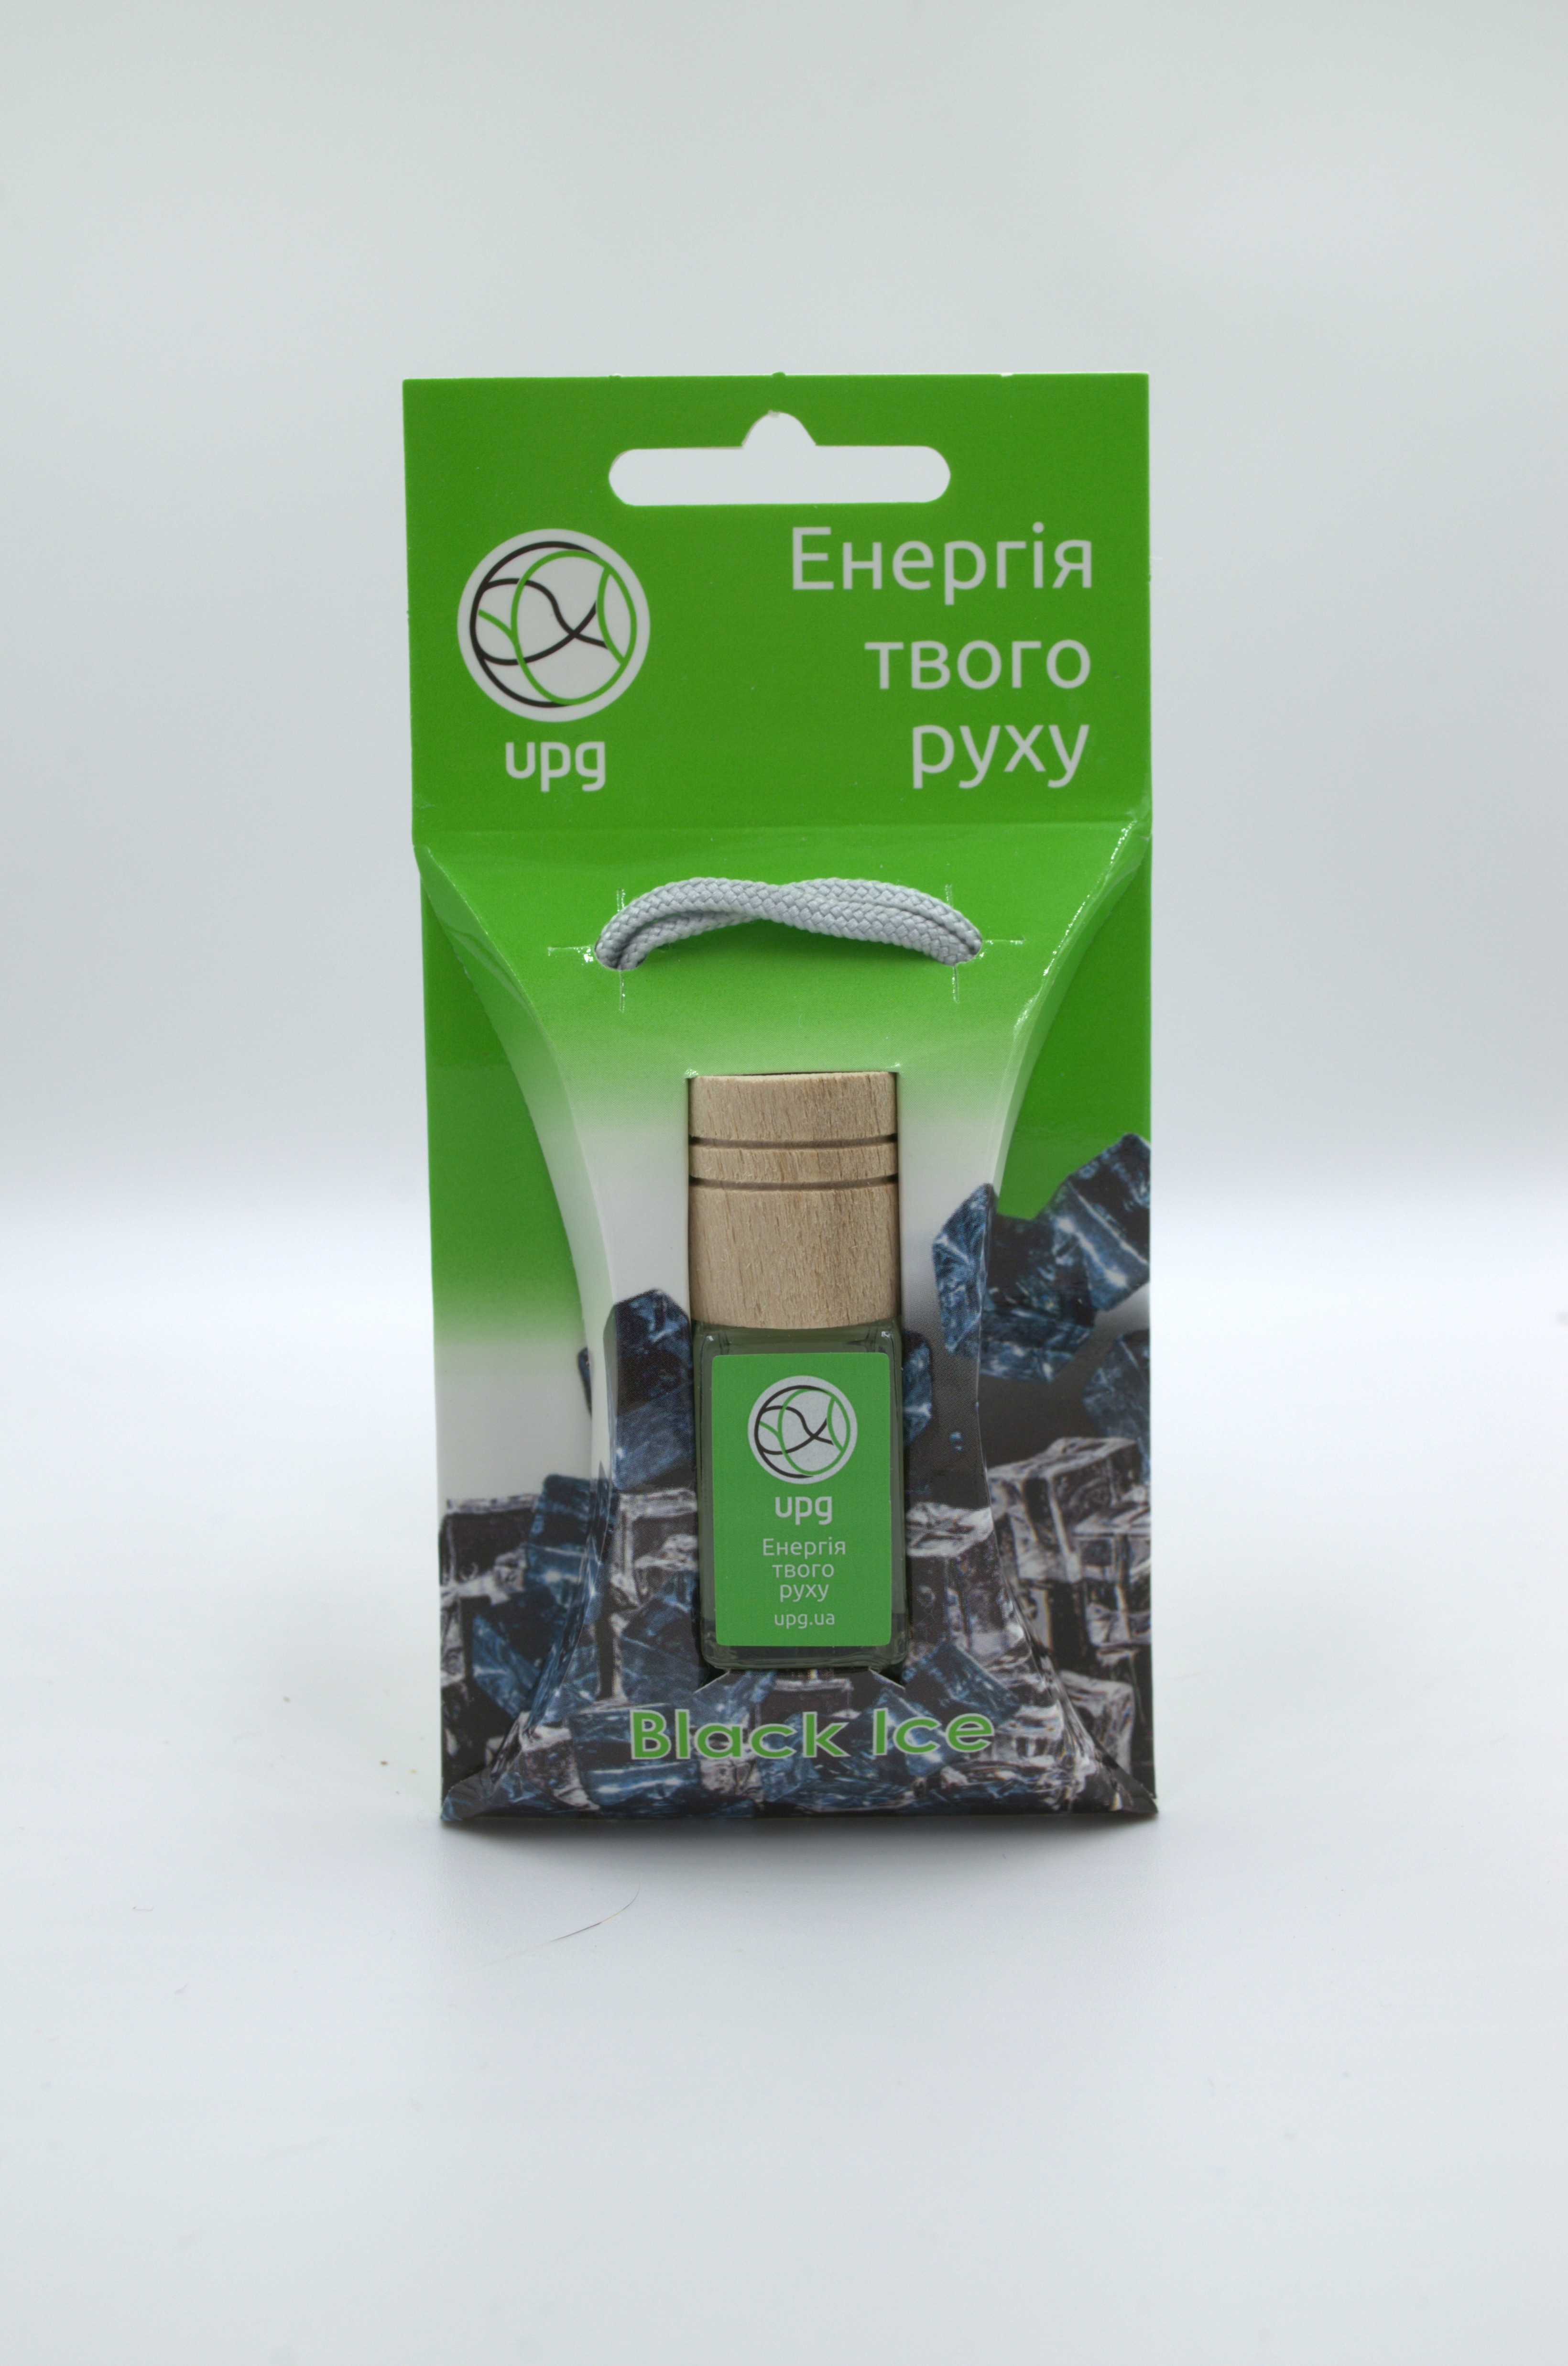 Енергія
твого
руху
upg
upg
Енергія
твого
руху
upg.ua
Black Ice